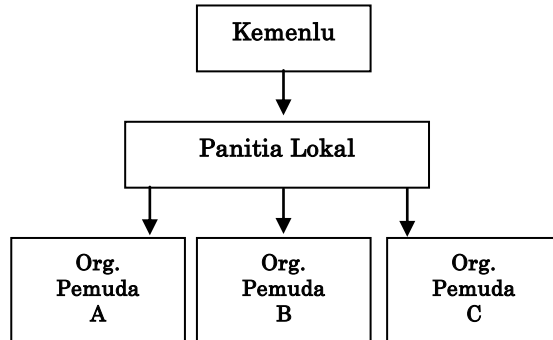 Kemenlu
Panitia Lokal
Org.
Pemuda
A
Org.
Pemuda
B
Org.
Pemuda
C